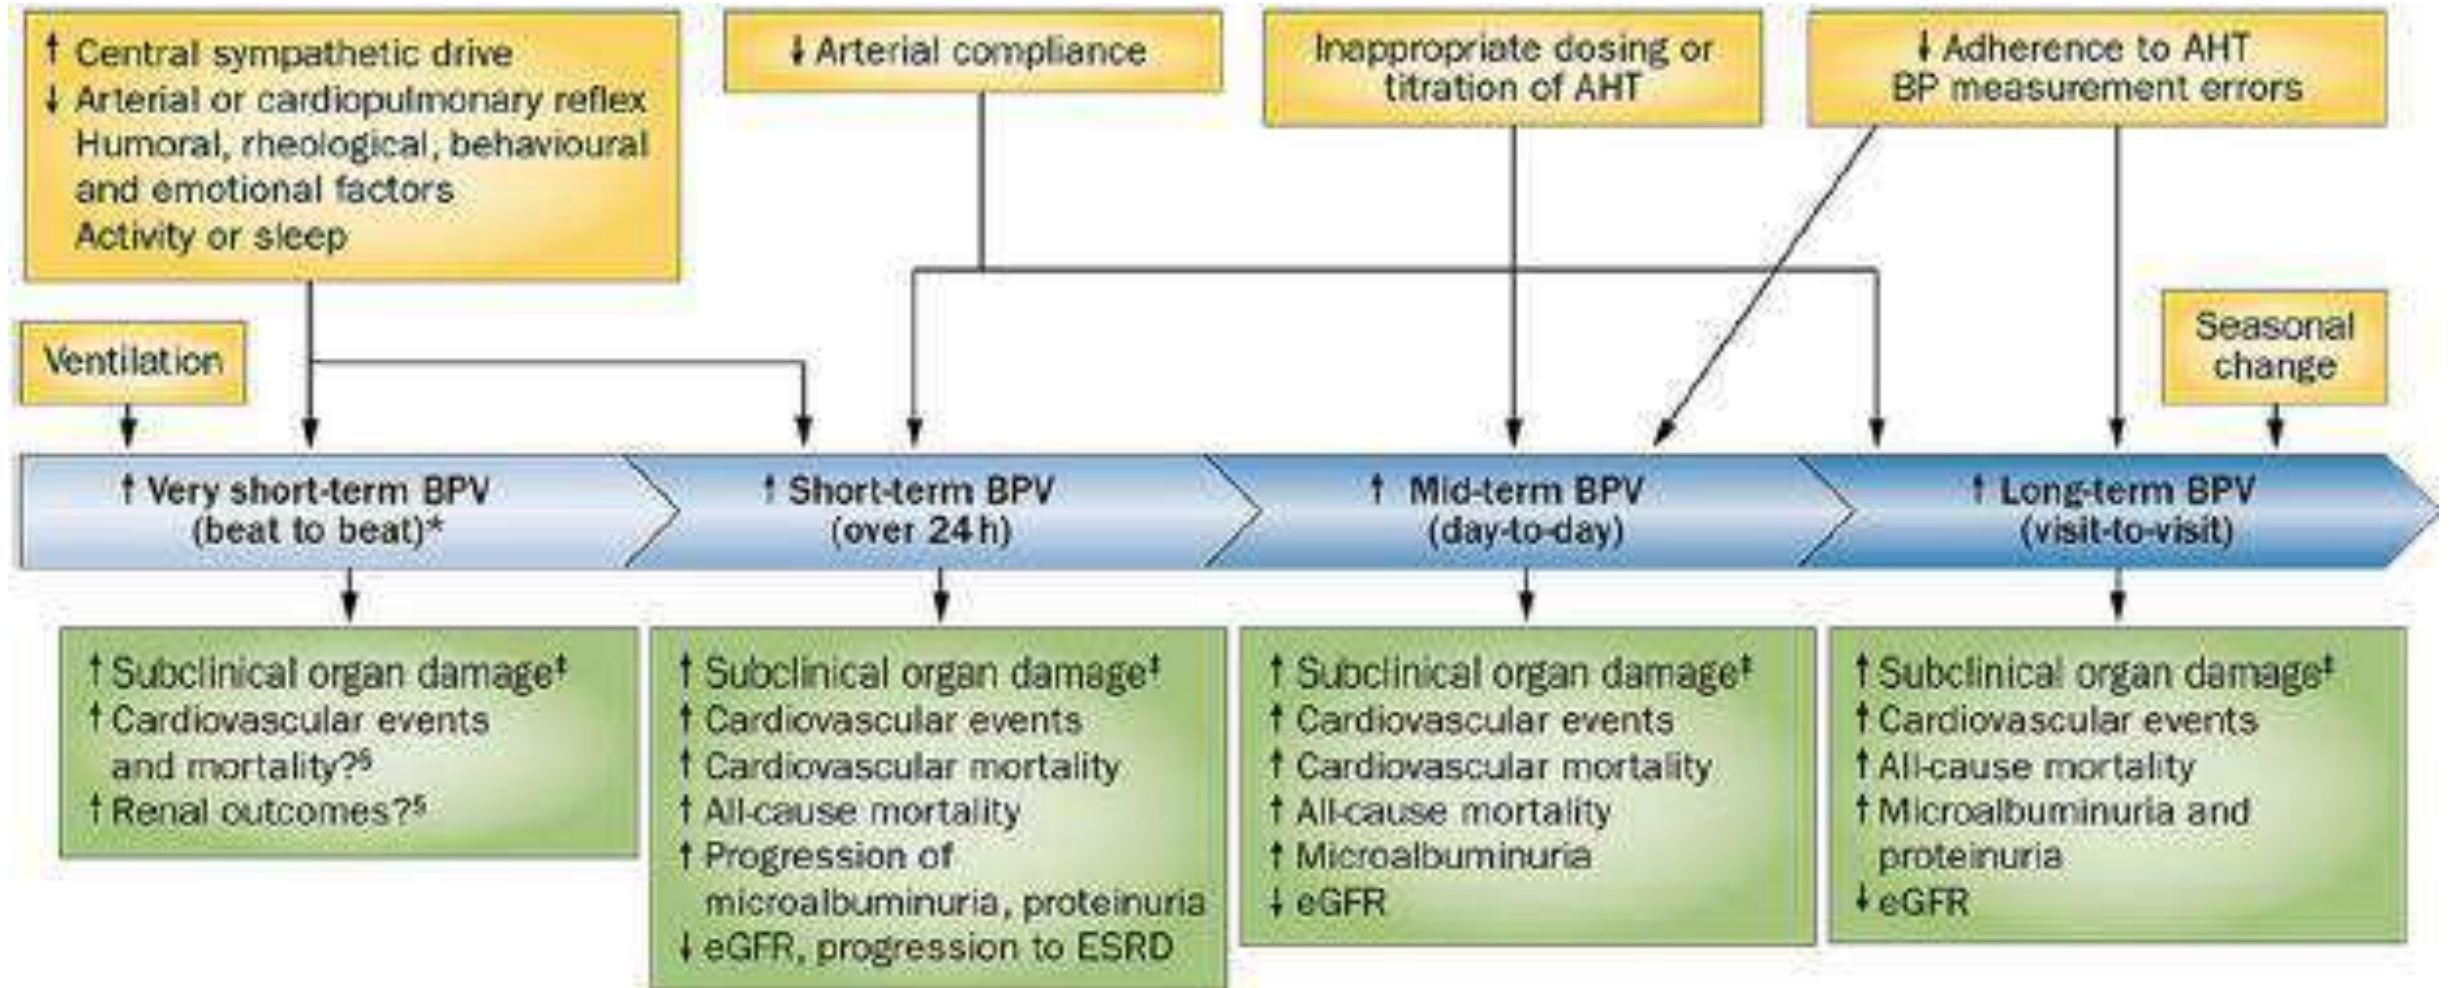 ↑ Central sympathetic drive
↓ Arterial or cardiopulmonary reflex
Humoral, rheological, behavioural
and emotional factors
Activity or sleep
↓ Arterial compliance
Inappropriate dosing or
titration of AHT
↓ Adherence to AHT
BP measurement errors
Ventilation
Seasonal
change
↑ Very short-term BPV
(beat to beat)*
↑ Short-term BPV
(over 24 h)
↑ Mid-term BPV
(day-to-day)
↑ Long-term BPV
(visit-to-visit)
↑ Subclinical organ damage‡
↑ Cardiovascular events
and mortality?§
↑ Renal outcomes?§
↑ Subclinical organ damage‡
↑ Cardiovascular events
↑ Cardiovascular mortality
↑ All-cause mortality
↑ Progression of
microalbuminuria, proteinuria
↓ eGFR, progression to ESRD
↑ Subclinical organ damage‡
↑ Cardiovascular events
↑ Cardiovascular mortality
↑ All-cause mortality
↑ Microalbuminuria
↓ eGFR
↑ Subclinical organ damage‡
↑ Cardiovascular events
↑ All-cause mortality
↑ Microalbuminuria and
proteinuria
↓ eGFR